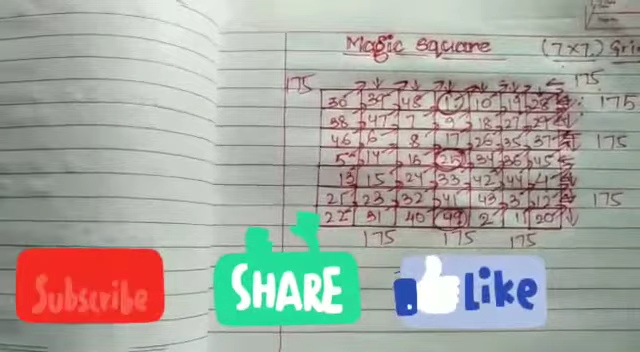 Magic square (7×7) Grid
175 175
30 39 48 1 10 19 28 175
38 47 7 9 18 27 29
46 6 8 17 26 35 37 175
5 14 16 25 34 36 45
13 15 24 33 42 44 4
21 23 32 41 43 3 12 175
22 31 40 49 2 11 20
175 175 175
Subscribe SHARE Like